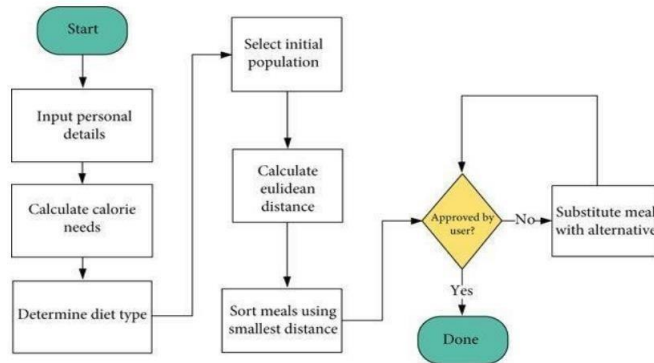 Start
Input personal
details
Calculate calorie
needs
Determine diet type
Select initial
population
Calculate
eulidean
distance
Sort meals using
smallest distance
Approved by
user?
No
Substitute meal
with alternative
Yes
Done